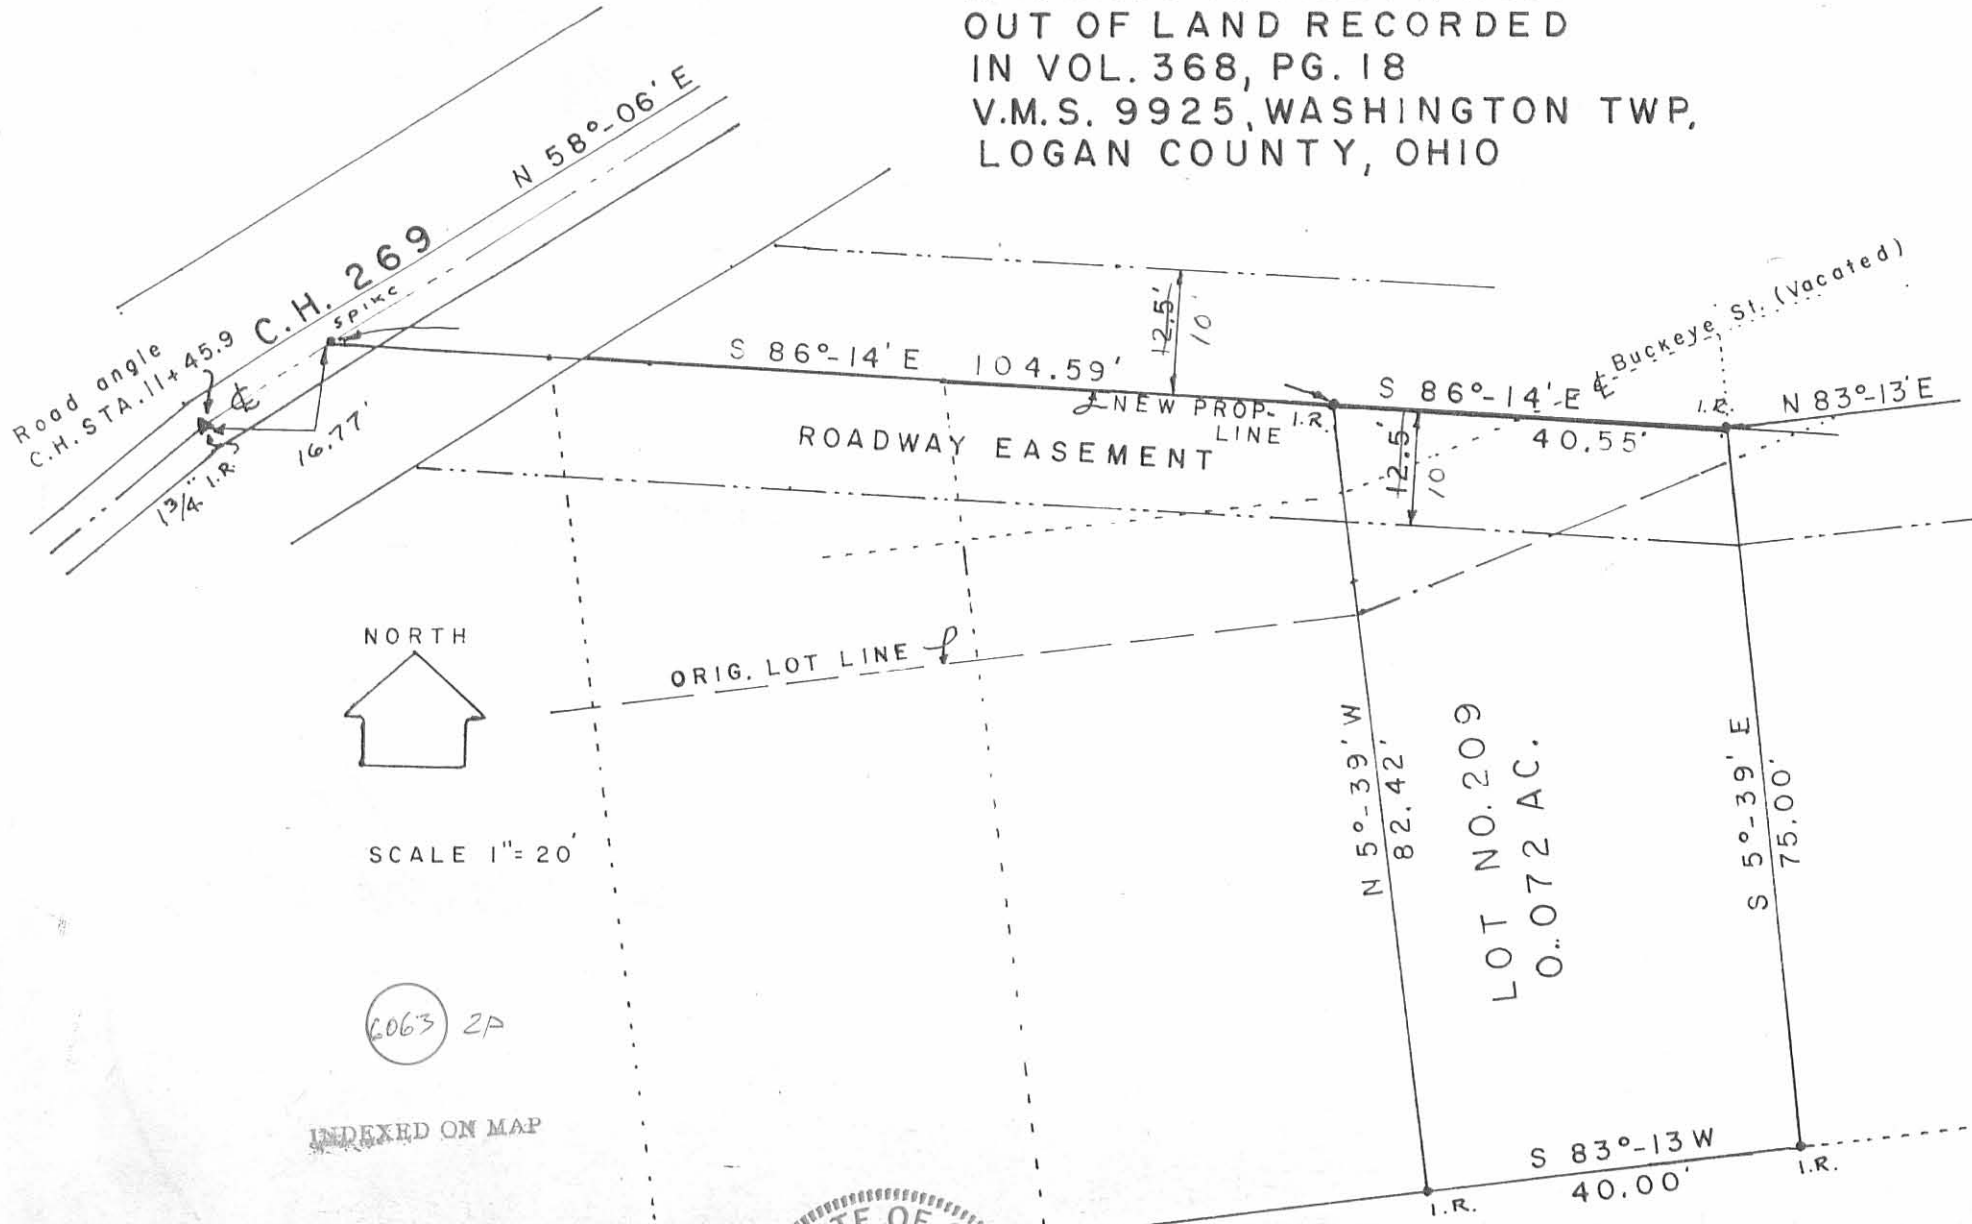 OUT OF LAND RECORDED
IN VOL. 368, PG. 18
V.M.S. 9925, WASHINGTON TWP,
LOGAN COUNTY, OHIO
N 58°-06' E
C.H. 269
SPIKE
Road angle
C.H. STA. 11+45.9
℄
16.77'
1 3/4" I.R.
S 86°-14' E 104.59'
12.5'
10'
NEW PROP-
LINE
I.R.
ROADWAY EASEMENT
S 86°-14'-E
40.55'
12.5'
10'
℄ Buckeye St. (Vacated)
I.R.
N 83°-13' E
NORTH
ORIG. LOT LINE
SCALE 1"= 20'
N 5°-39' W
82.42'
LOT NO. 209
0.072 AC.
S 5°-39' E
75.00'
6063 2P
INDEXED ON MAP
S 83°-13 W
40.00'
I.R.
I.R.
TE OF